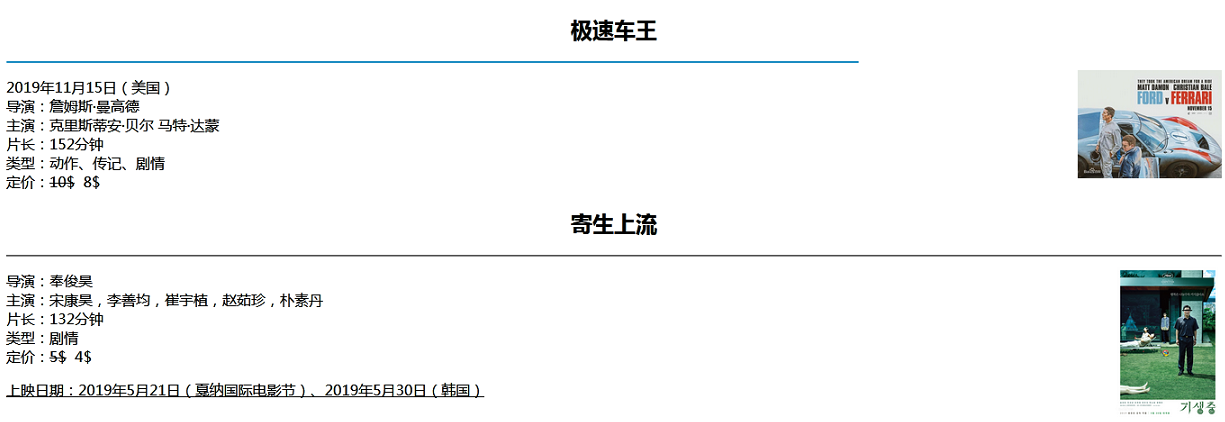 极速车王
2019年11月15日（美国）
导演：詹姆斯·曼高德
主演：克里斯蒂安·贝尔 马特·达蒙
片长：152分钟
类型：动作、传记、剧情
定价：10$ 8$
THEY TOOK THE AMERICAN DREAM FOR A RIDE
MATT DAMON CHRISTIAN BALE
FORD v FERRARI
NOVEMBER 15
寄生上流
导演：奉俊昊
主演：宋康昊，李善均，崔宇植，赵茹珍，朴素丹
片长：132分钟
类型：剧情
定价：5$ 4$
上映日期：2019年5月21日（戛纳国际电影节）、2019年5月30日（韩国）
기생충